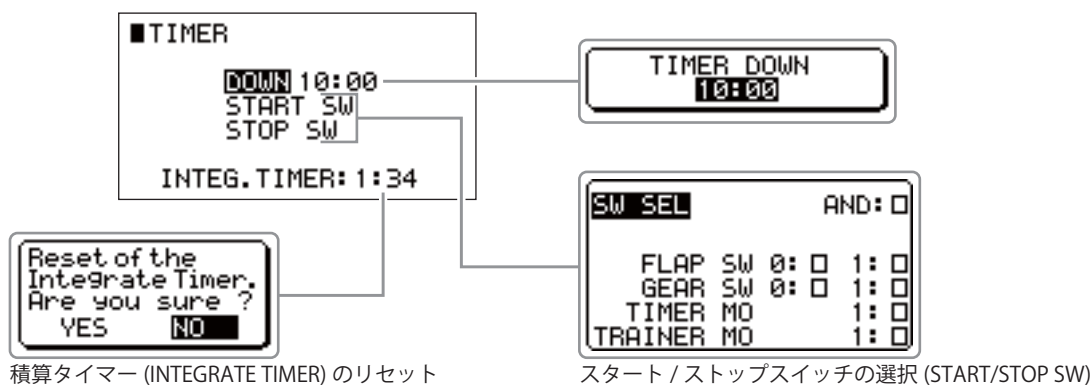 ■TIMER
DOWN 10:00
START SW
STOP SW
INTEG.TIMER:1:34
TIMER DOWN
10:00
Reset of the
Integrate Timer.
Are you sure ?
YES NO
積算タイマー (INTEGRATE TIMER) のリセット
SW SEL AND:□
FLAP SW 0:□ 1:□
GEAR SW 0:□ 1:□
TIMER MO 1:□
TRAINER MO 1:□
スタート / ストップスイッチの選択 (START/STOP SW)